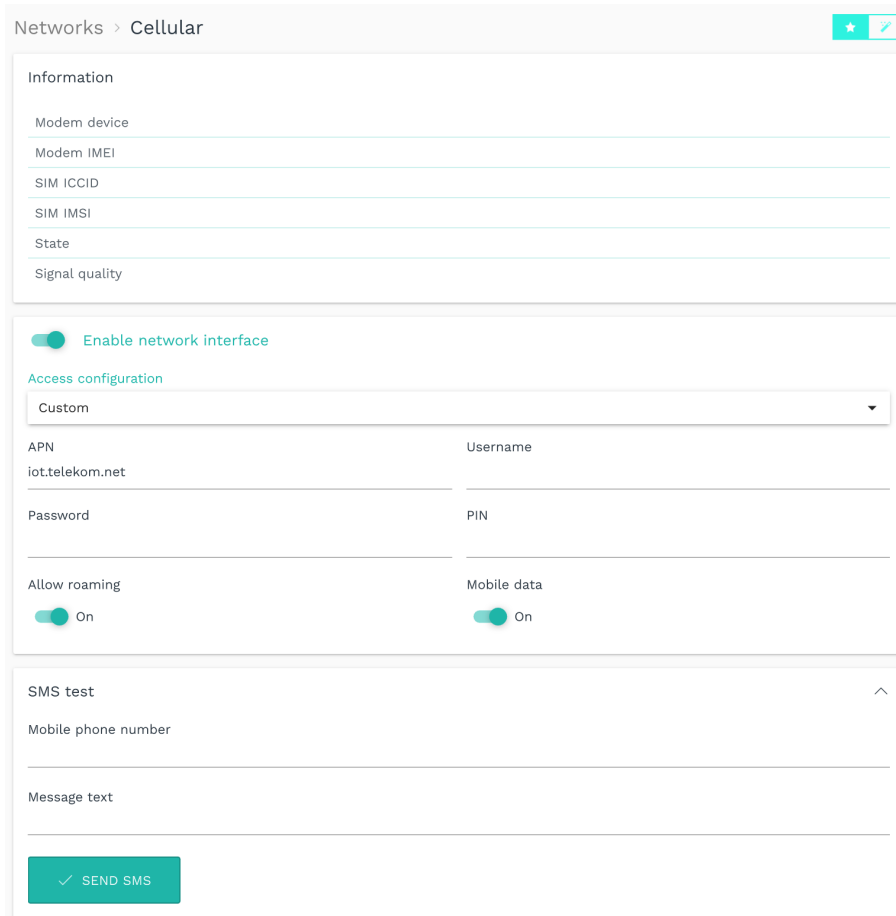 Networks > Cellular
Information
Modem device
Modem IMEI
SIM ICCID
SIM IMSI
State
Signal quality
Enable network interface
Access configuration
Custom
APN
Username
iot.telekom.net
Password
PIN
Allow roaming
Mobile data
On
On
SMS test
Mobile phone number
Message text
SEND SMS